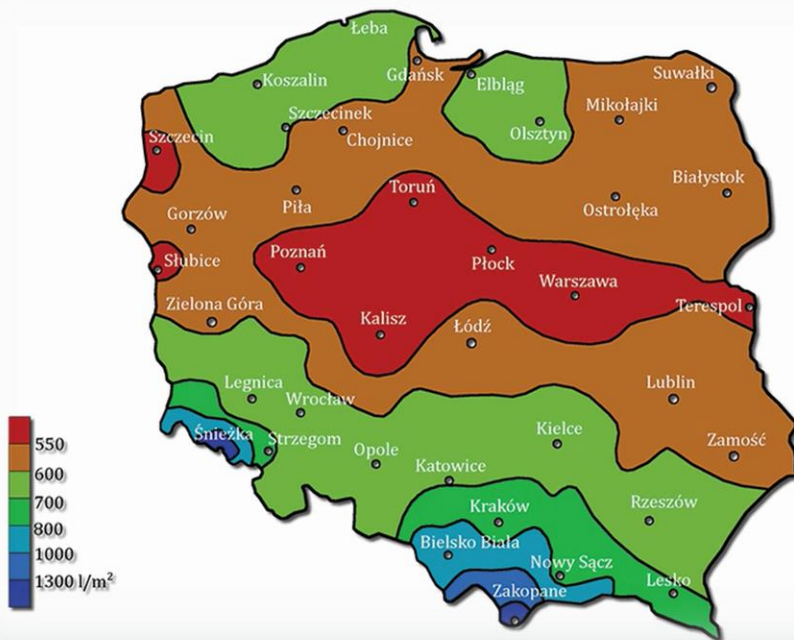 Łeba
Suwałki
Gdańsk
Koszalin
Elbląg
Mikołajki
Szczecinek
Olsztyn
Szczecin
Chojnice
Białystok
Toruń
Piła
Ostrołęka
Gorzów
Poznań
Płock
Słubice
Warszawa
Zielona Góra
Terespol
Kalisz
Łódź
Legnica
Lublin
Wrocław
Śnieżka
Strzegom
Kielce
Zamość
Opole
Katowice
Kraków
Rzeszów
Bielsko Biała
Nowy Sącz
Lesko
Zakopane
550
600
700
800
1000
1300 l/m²